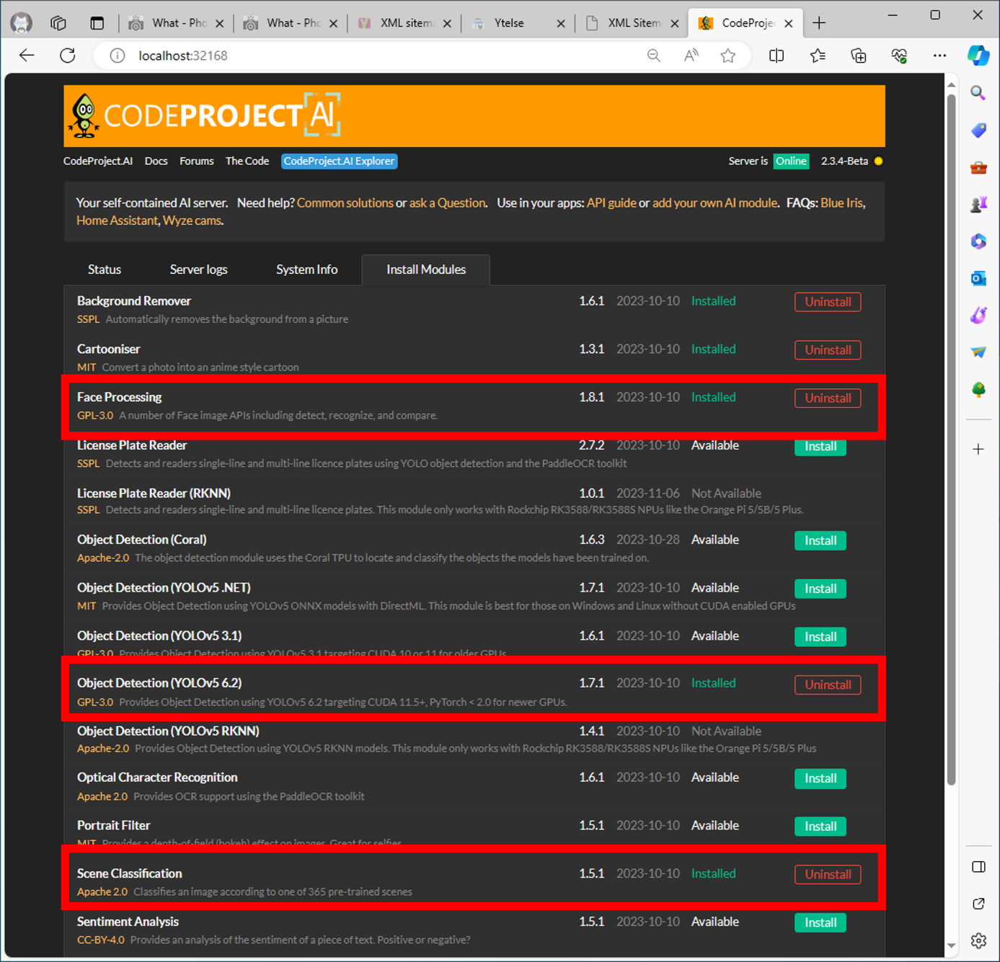 What - Pho
What - Pho
XML sitema
Ytelse
XML Sitem
CodeProjec
localhost:32168
CODEPROJECT AI
CodeProject.AI Docs Forums The Code CodeProject.AI Explorer Server is Online 2.3.4-Beta
Your self-contained AI server. Need help? Common solutions or ask a Question. Use in your apps: API guide or add your own AI module. FAQs: Blue Iris,
Home Assistant, Wyze cams.
Status Server logs System Info Install Modules
Background Remover 1.6.1 2023-10-10 Installed Uninstall
SSPL Automatically removes the background from a picture
Cartooniser 1.3.1 2023-10-10 Installed Uninstall
MIT Convert a photo into an anime style cartoon
Face Processing 1.8.1 2023-10-10 Installed Uninstall
GPL-3.0 A number of Face image APIs including detect, recognize, and compare.
License Plate Reader 2.7.2 2023-10-10 Available Install
SSPL Detects and readers single-line and multi-line licence plates using YOLO object detection and the PaddleOCR toolkit
License Plate Reader (RKNN) 1.0.1 2023-11-06 Not Available
SSPL Detects and readers single-line and multi-line licence plates. This module only works with Rockchip RK3588/RK3588S NPUs like the Orange Pi 5/5B/5 Plus.
Object Detection (Coral) 1.6.3 2023-10-28 Available Install
Apache-2.0 The object detection module uses the Coral TPU to locate and classify the objects the models have been trained on.
Object Detection (YOLOv5 .NET) 1.7.1 2023-10-10 Available Install
MIT Provides Object Detection using YOLOv5 ONNX models with DirectML. This module is best for those on Windows and Linux without CUDA enabled GPUs
Object Detection (YOLOv5 3.1) 1.6.1 2023-10-10 Available Install
GPL-3.0 Provides Object Detection using YOLOv5 3.1 targeting CUDA 10 or 11 for older GPUs
Object Detection (YOLOv5 6.2) 1.7.1 2023-10-10 Installed Uninstall
GPL-3.0 Provides Object Detection using YOLOv5 6.2 targeting CUDA 11.5+, PyTorch < 2.0 for newer GPUs.
Object Detection (YOLOv5 RKNN) 1.4.1 2023-10-10 Not Available
Apache-2.0 Provides Object Detection using YOLOv5 RKNN models. This module only works with Rockchip RK3588/RK3588S NPUs like the Orange Pi 5/5B/5 Plus
Optical Character Recognition 1.6.1 2023-10-10 Available Install
Apache 2.0 Provides OCR support using the PaddleOCR toolkit
Portrait Filter 1.5.1 2023-10-10 Available Install
MIT Provides a depth-of-field (bokeh) effect on images. Great for selfies
Scene Classification 1.5.1 2023-10-10 Installed Uninstall
Apache 2.0 Classifies an image according to one of 365 pre-trained scenes
Sentiment Analysis 1.5.1 2023-10-10 Available Install
CC-BY-4.0 Provides an analysis of the sentiment of a piece of text. Positive or negative?